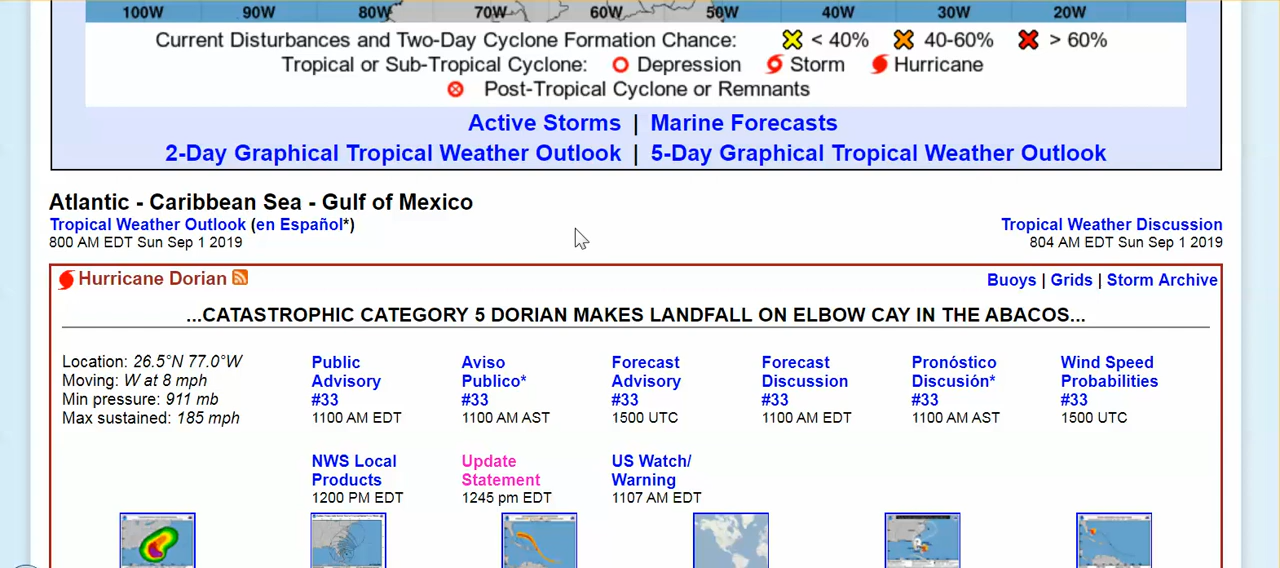 100W 90W 80W 70W 60W 50W 40W 30W 20W
Current Disturbances and Two-Day Cyclone Formation Chance: < 40% 40-60% > 60%
Tropical or Sub-Tropical Cyclone: Depression Storm Hurricane
Post-Tropical Cyclone or Remnants
Active Storms | Marine Forecasts
2-Day Graphical Tropical Weather Outlook | 5-Day Graphical Tropical Weather Outlook
Atlantic - Caribbean Sea - Gulf of Mexico
Tropical Weather Outlook (en Español*) Tropical Weather Discussion
800 AM EDT Sun Sep 1 2019 804 AM EDT Sun Sep 1 2019
Hurricane Dorian Buoys | Grids | Storm Archive
...CATASTROPHIC CATEGORY 5 DORIAN MAKES LANDFALL ON ELBOW CAY IN THE ABACOS...
Location: 26.5°N 77.0°W
Moving: W at 8 mph
Min pressure: 911 mb
Max sustained: 185 mph
Public
Advisory
#33
1100 AM EDT
Aviso
Publico*
#33
1100 AM AST
Forecast
Advisory
#33
1500 UTC
Forecast
Discussion
#33
1100 AM EDT
Pronóstico
Discusión*
#33
1100 AM AST
Wind Speed
Probabilities
#33
1500 UTC
NWS Local
Products
1200 PM EDT
Update
Statement
1245 pm EDT
US Watch/
Warning
1107 AM EDT